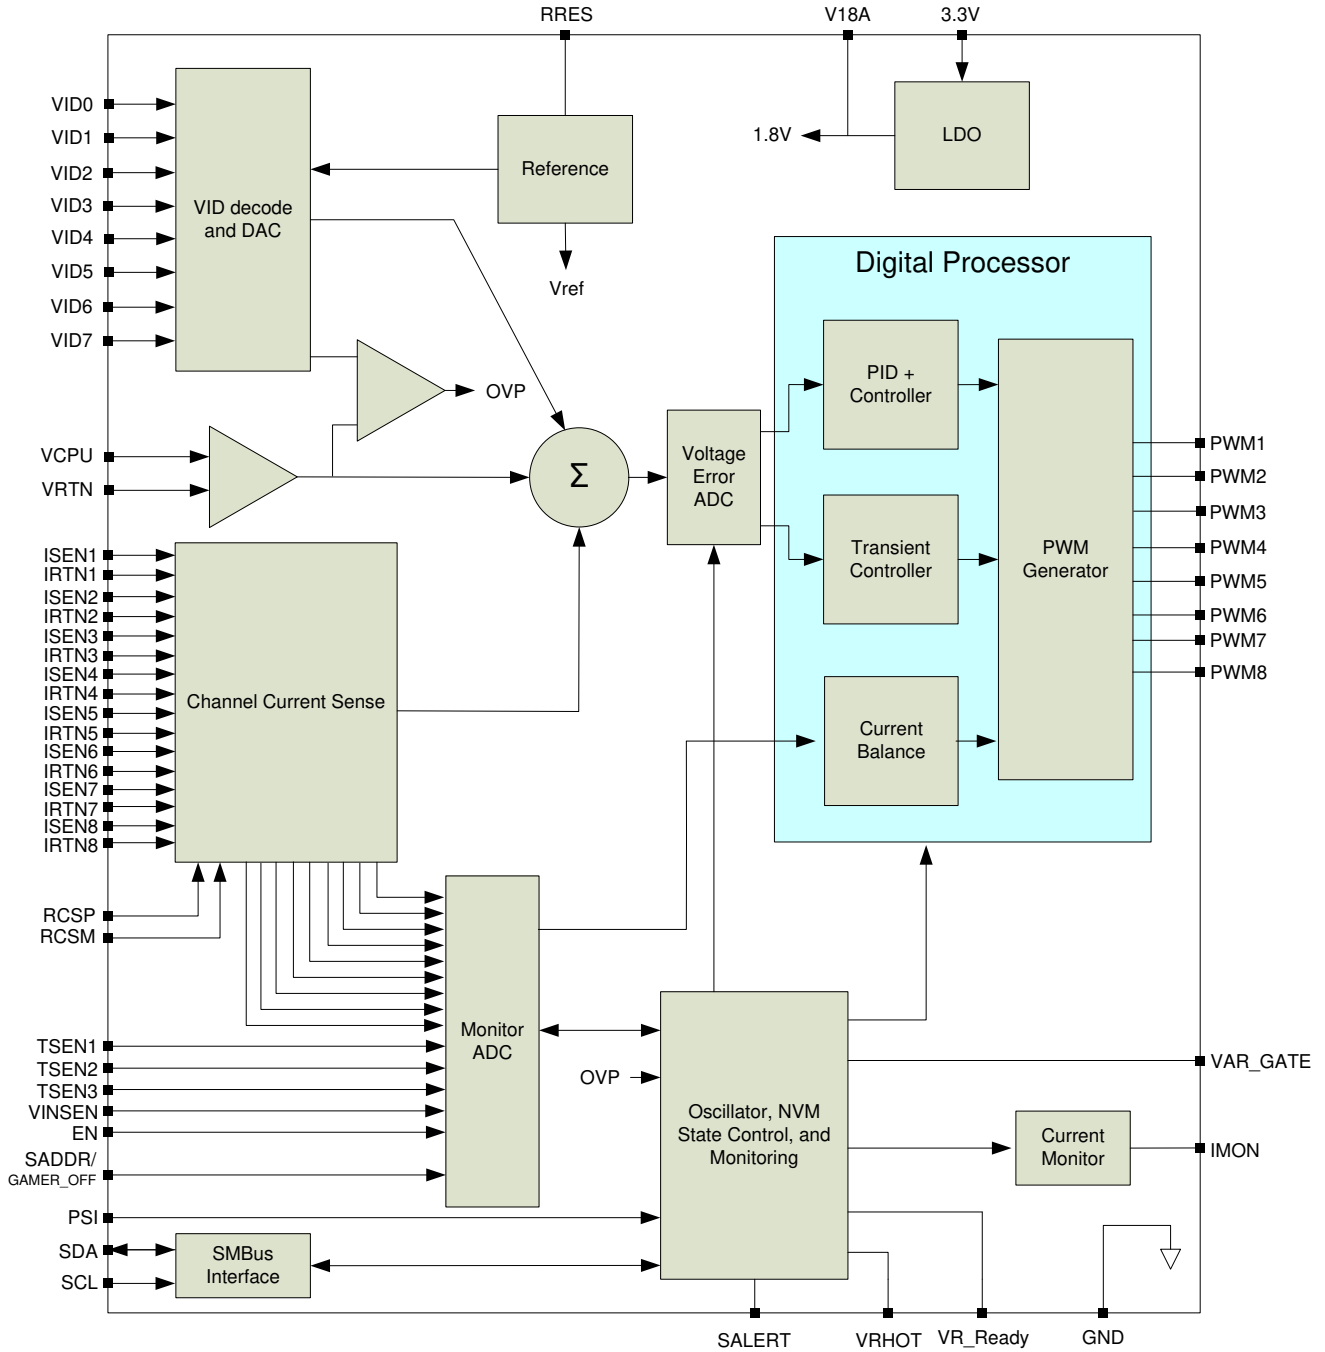 RRES
V18A
3.3V
VID0
VID1
VID2
VID3
VID4
VID5
VID6
VID7
VID decode
and DAC
Reference
Vref
1.8V
LDO
Digital Processor
PID +
Controller
Transient
Controller
Current
Balance
PWM
Generator
OVP
VCPU
VRTN
Σ
Voltage
Error
ADC
PWM1
PWM2
PWM3
PWM4
PWM5
PWM6
PWM7
PWM8
ISEN1
IRTN1
ISEN2
IRTN2
ISEN3
IRTN3
ISEN4
IRTN4
ISEN5
IRTN5
ISEN6
IRTN6
ISEN7
IRTN7
ISEN8
IRTN8
Channel Current Sense
RCSP
RCSM
TSEN1
TSEN2
TSEN3
VINSEN
EN
SADDR/
GAMER_OFF
Monitor
ADC
OVP
Oscillator, NVM
State Control, and
Monitoring
VAR_GATE
Current
Monitor
IMON
PSI
SDA
SCL
SMBus
Interface
SALERT
VRHOT
VR_Ready
GND